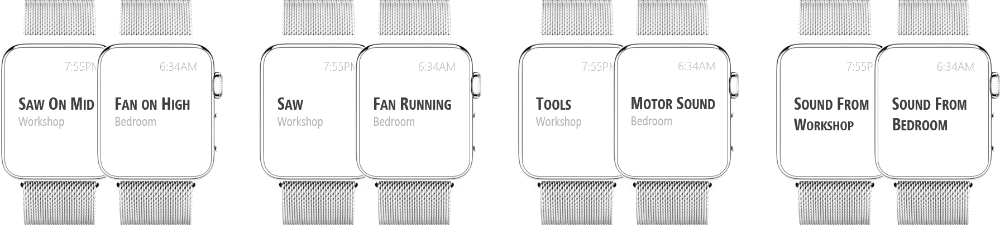 7:55PM
SAW ON MID
Workshop
6:34AM
FAN ON HIGH
Bedroom
7:55PM
SAW
Workshop
6:34AM
FAN RUNNING
Bedroom
7:55PM
TOOLS
Workshop
6:34AM
MOTOR SOUND
Bedroom
7:55P
SOUND FROM
WORKSHOP
6:34AM
SOUND FROM
BEDROOM